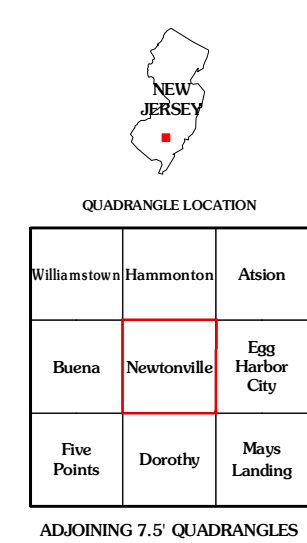 NEW
JERSEY
QUADRANGLE LOCATION
Williamstown Hammonton Atsion
Buena Newtonville Egg
Harbor
City
Five
Points Dorothy Mays
Landing
ADJOINING 7.5' QUADRANGLES